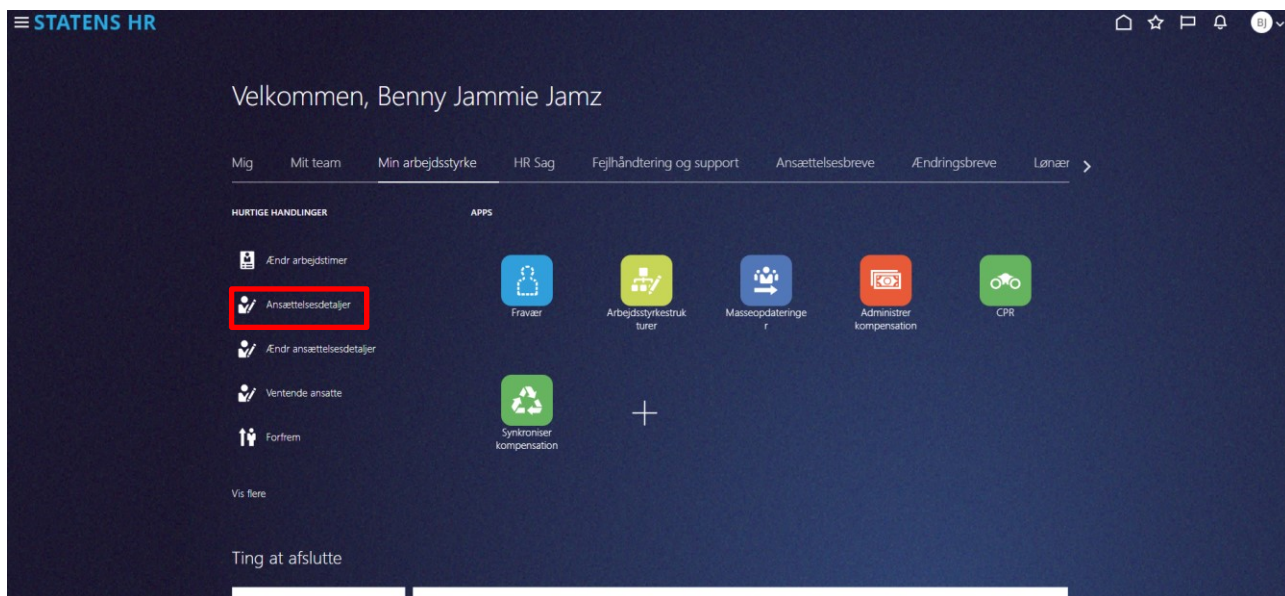 STATENS HR
BJ
Velkommen, Benny Jammie Jamz
Mig Mit team Min arbejdsstyrke HR Sag Fejlhåndtering og support Ansættelsesbreve Ændringsbreve Lønær
HURTIGE HANDLINGER
APPS
Ændr arbejdstimer
Ansættelsesdetaljer
Ændr ansættelsesdetaljer
Ventende ansatte
Forfrem
Vis flere
Fravær
Arbejdsstyrkestruk
turer
Masseopdateringe
r
Administrer
kompensation
CPR
Synkroniser
kompensation
Ting at afslutte